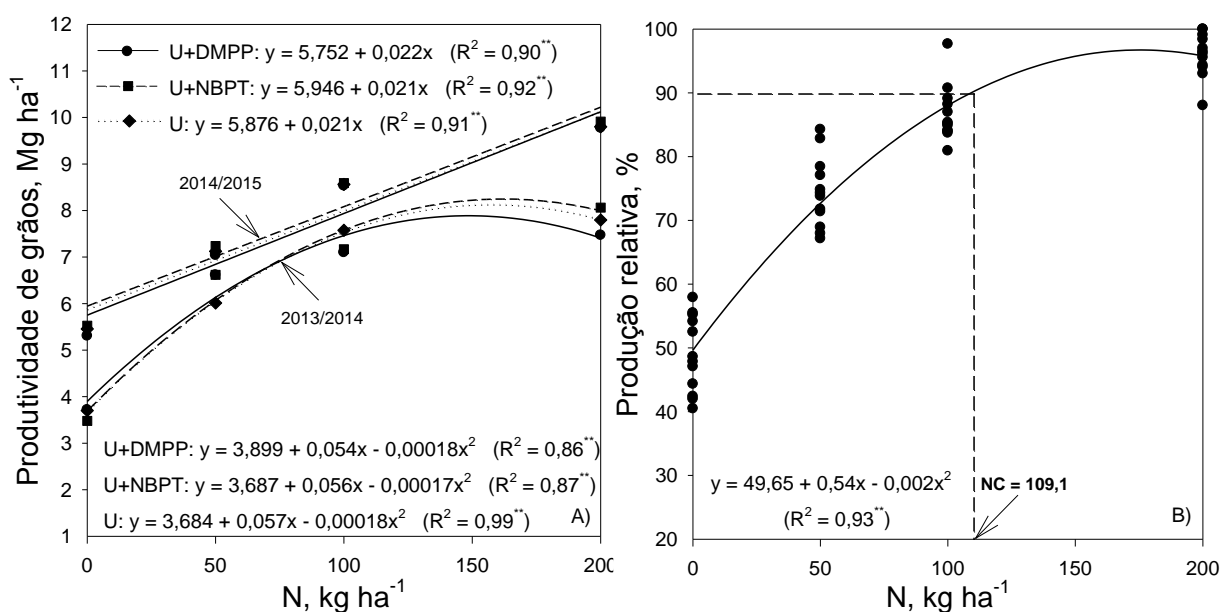 Produtividade de grãos, Mg ha⁻¹
12
11
10
9
8
7
6
5
4
3
2
1
U+DMPP: y = 5,752 + 0,022x (R² = 0,90**)
U+NBPT: y = 5,946 + 0,021x (R² = 0,92**)
U: y = 5,876 + 0,021x (R² = 0,91**)
2014/2015
2013/2014
U+DMPP: y = 3,899 + 0,054x - 0,00018x² (R² = 0,86**)
U+NBPT: y = 3,687 + 0,056x - 0,00017x² (R² = 0,87**)
U: y = 3,684 + 0,057x - 0,00018x² (R² = 0,99**)
A)
0 50 100 150 200
N, kg ha⁻¹
Produção relativa, %
100
90
80
70
60
50
40
30
20
y = 49,65 + 0,54x - 0,002x²
(R² = 0,93**)
NC = 109,1
B)
0 50 100 150 200
N, kg ha⁻¹